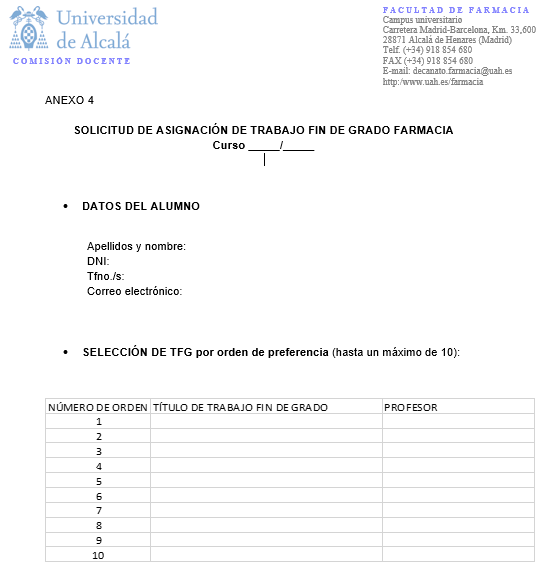 Universidad
de Alcalá
COMISIÓN DOCENTE
FACULTAD DE FARMACIA
Campus universitario
Carretera Madrid-Barcelona, Km. 33,600
28871 Alcalá de Henares (Madrid)
Telf. (+34) 918 854 680
FAX (+34) 918 854 680
E-mail: decanato.farmacia@uah.es
http:/www.uah.es/farmacia
ANEXO 4
SOLICITUD DE ASIGNACIÓN DE TRABAJO FIN DE GRADO FARMACIA
Curso _____/_____
• DATOS DEL ALUMNO
Apellidos y nombre:
DNI:
Tfno./s:
Correo electrónico:
• SELECCIÓN DE TFG por orden de preferencia (hasta un máximo de 10):
NÚMERO DE ORDEN TÍTULO DE TRABAJO FIN DE GRADO PROFESOR
1
2
3
4
5
6
7
8
9
10